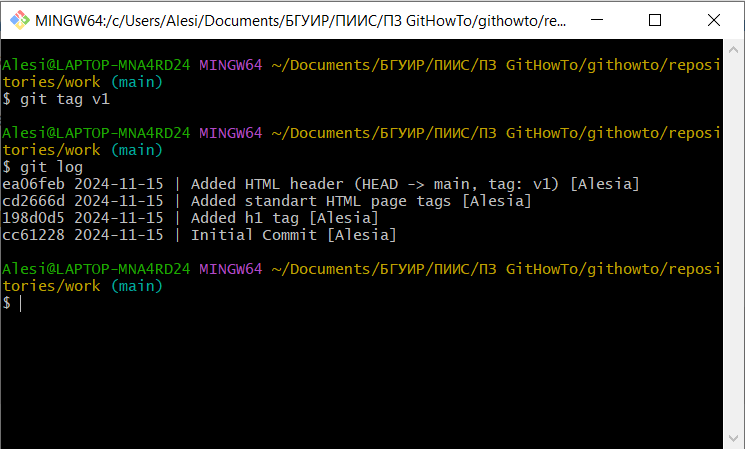 MINGW64:/c/Users/Alesi/Documents/БГУИР/ПИИС/ПЗ GitHowTo/githowto/re...
Alesi@LAPTOP-MNA4RD24 MINGW64 ~/Documents/БГУИР/ПИИС/ПЗ GitHowTo/githowto/reposi
tories/work (main)
$ git tag v1
Alesi@LAPTOP-MNA4RD24 MINGW64 ~/Documents/БГУИР/ПИИС/ПЗ GitHowTo/githowto/reposi
tories/work (main)
$ git log
ea06feb 2024-11-15 | Added HTML header (HEAD -> main, tag: v1) [Alesia]
cd2666d 2024-11-15 | Added standart HTML page tags [Alesia]
198d0d5 2024-11-15 | Added h1 tag [Alesia]
cc61228 2024-11-15 | Initial Commit [Alesia]
Alesi@LAPTOP-MNA4RD24 MINGW64 ~/Documents/БГУИР/ПИИС/ПЗ GitHowTo/githowto/reposi
tories/work (main)
$